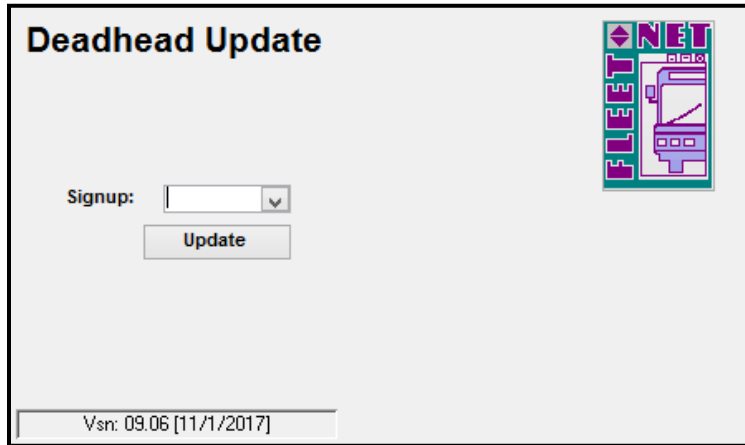 Deadhead Update
NET
FLEET
Signup:
Update
Vsn: 09.06 [11/1/2017]